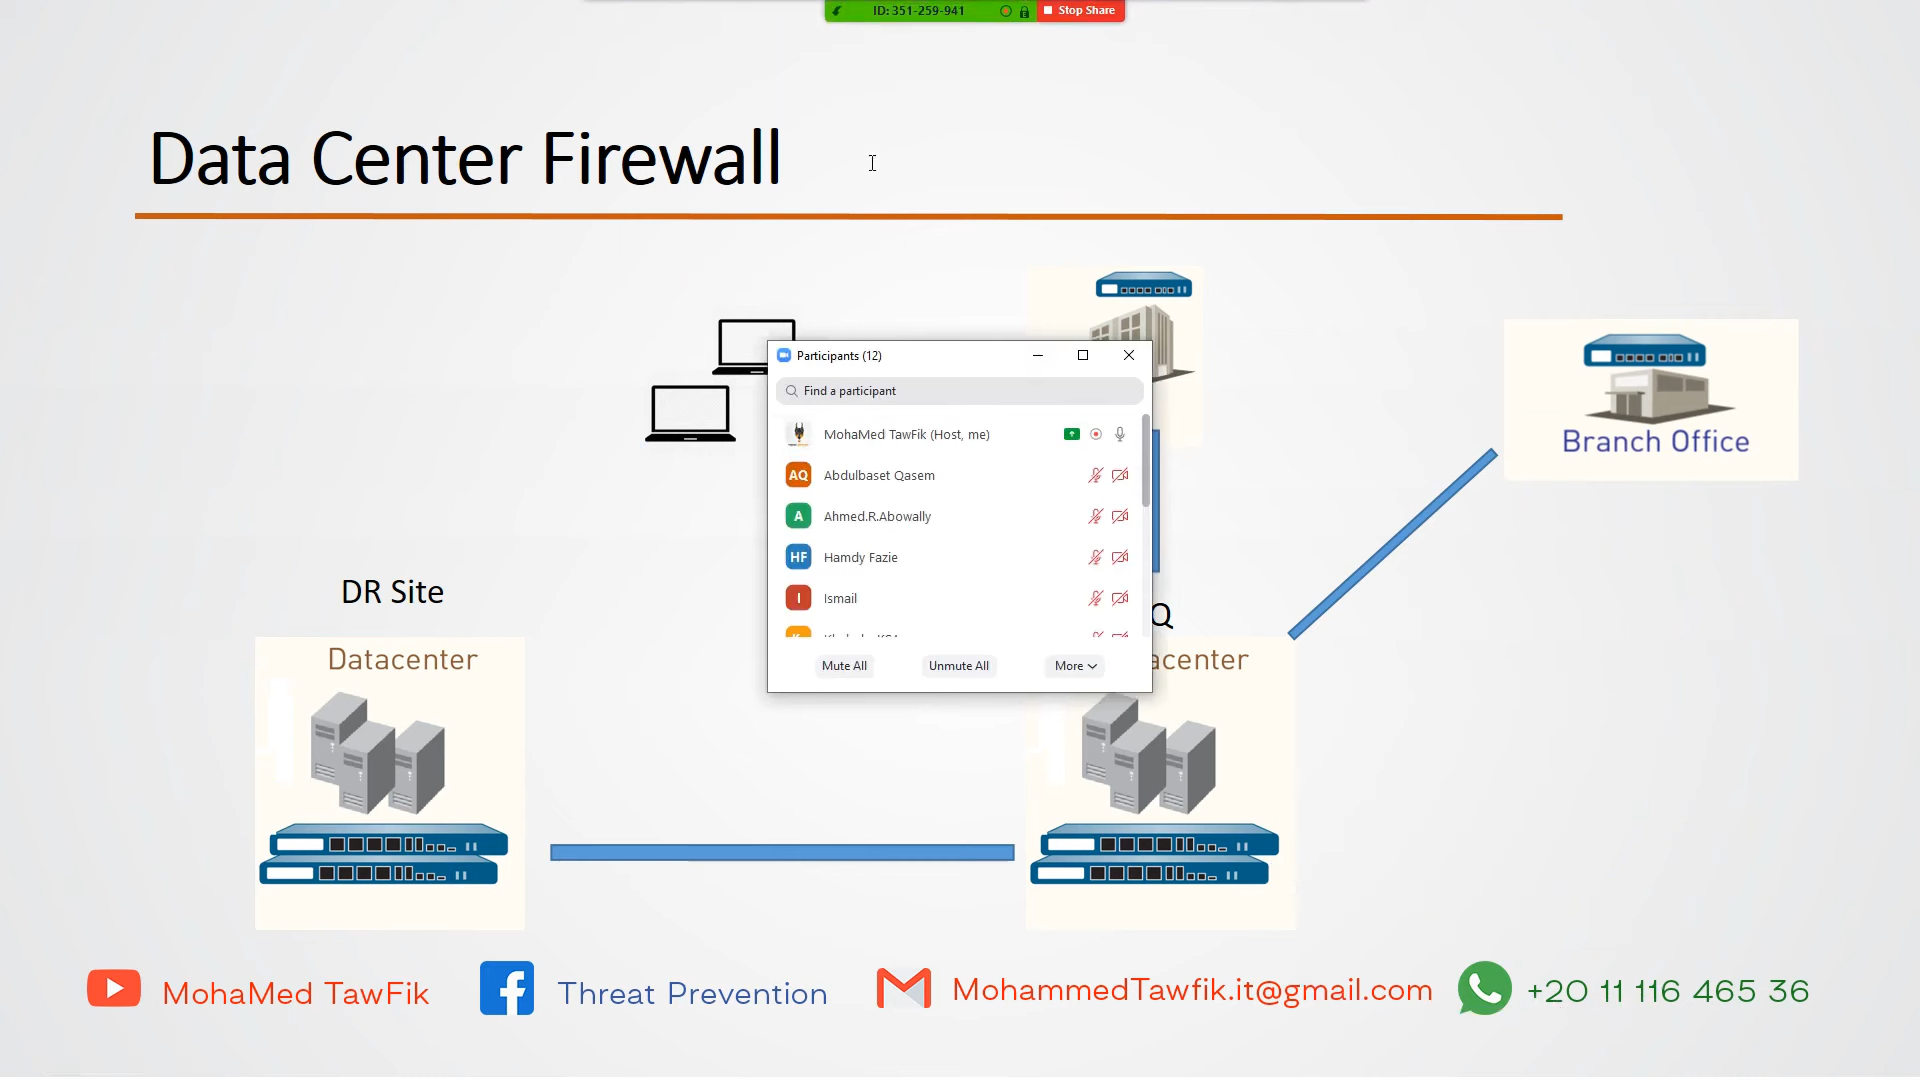 ID: 351-259-941
Stop Share
Data Center Firewall
Participants (12)
Find a participant
MohaMed TawFik (Host, me)
AQ
Abdulbaset Qasem
A
Ahmed.R.Abowally
HF
Hamdy Fazie
I
Ismail
Mute All
Unmute All
More
Branch Office
DR Site
Q
Datacenter
acenter
MohaMed TawFik
Threat Prevention
MohammedTawfik.it@gmail.com
+20 11 116 465 36